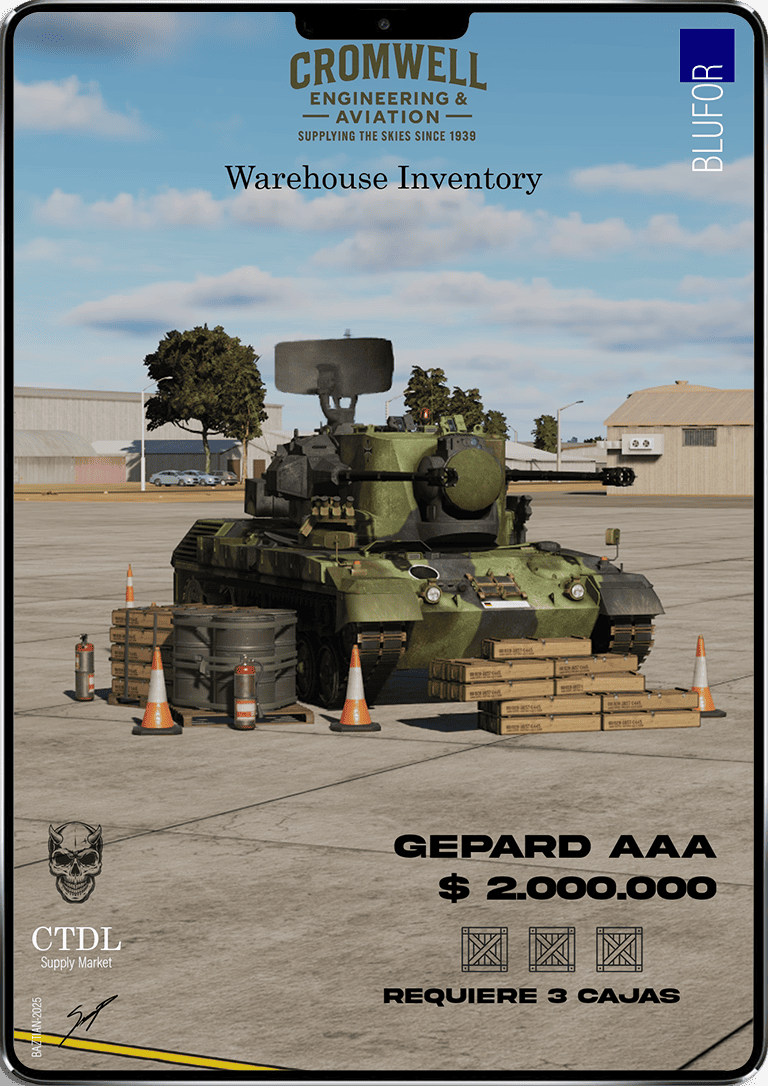 CROMWELL
ENGINEERING &
AVIATION
SUPPLYING THE SKIES SINCE 1939
BLUFOR
Warehouse Inventory
GEPARD AAA
$ 2.000.000
REQUIERE 3 CAJAS
CTDL
Supply Market
BAZTIAN-2025